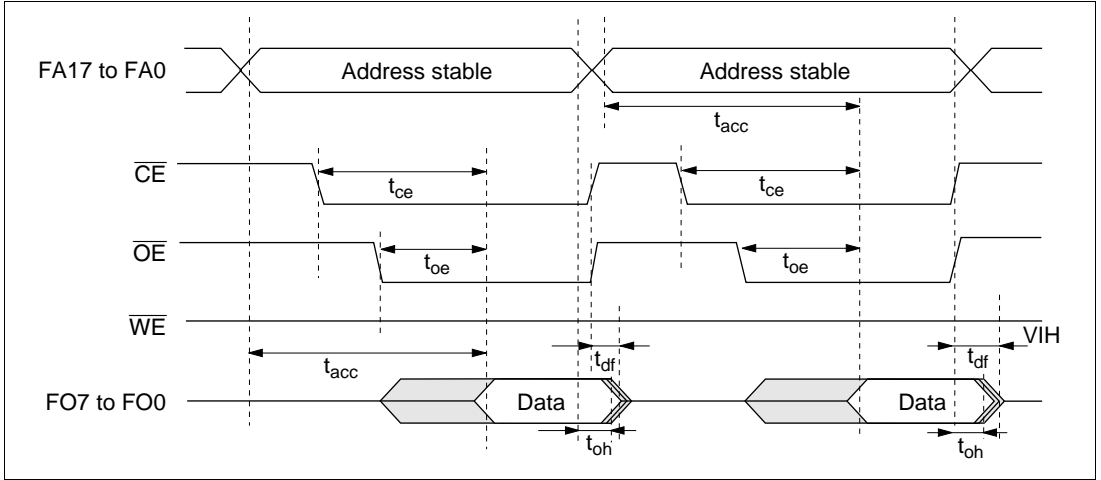 FA17 to FA0
Address stable
Address stable
tacc
CE
tce
tce
OE
toe
toe
WE
VIH
tacc
tdf
tdf
FO7 to FO0
Data
Data
toh
toh